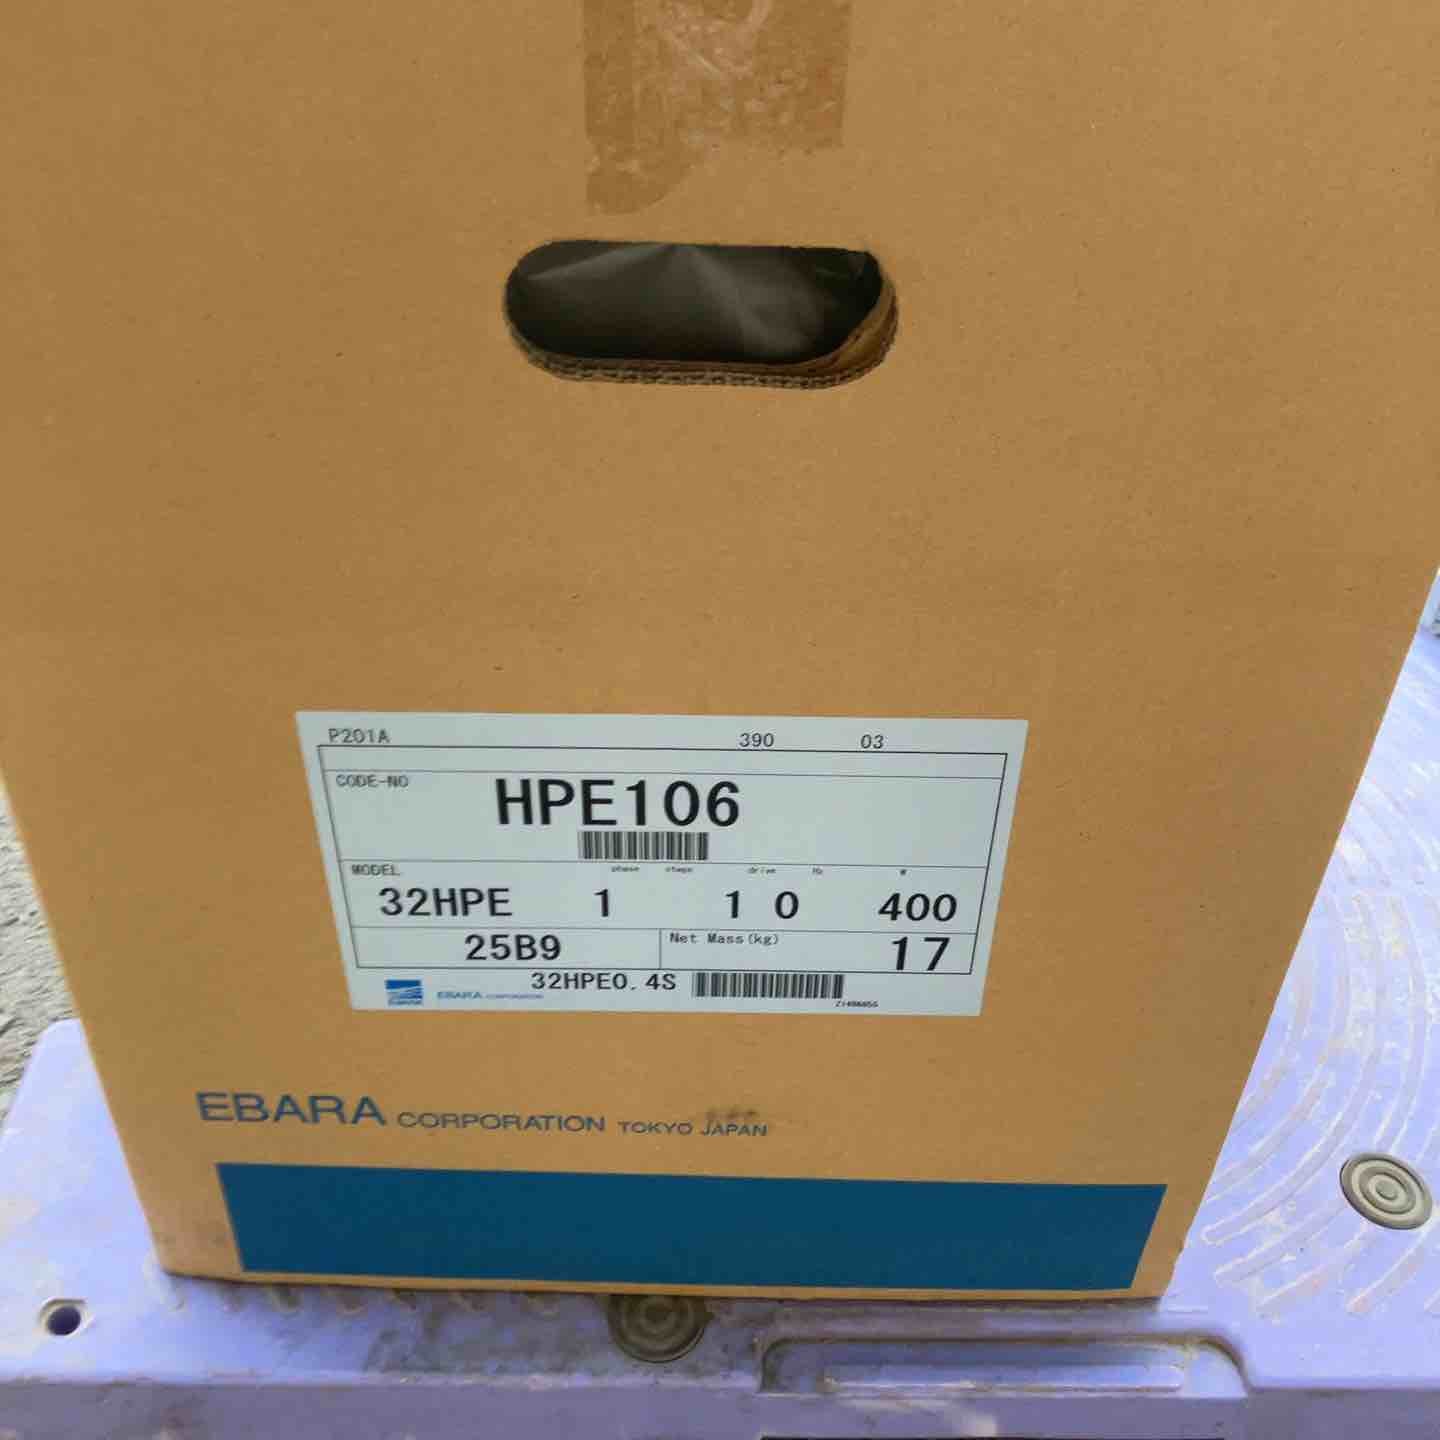 P201A 390 03
CODE-NO HPE106
MODEL phase stage drive Hz W
32HPE 1 1 0 400
25B9 Net Mass(kg) 17
EBARA CORPORATION 32HPE0.4S
EBARA CORPORATION TOKYO JAPAN